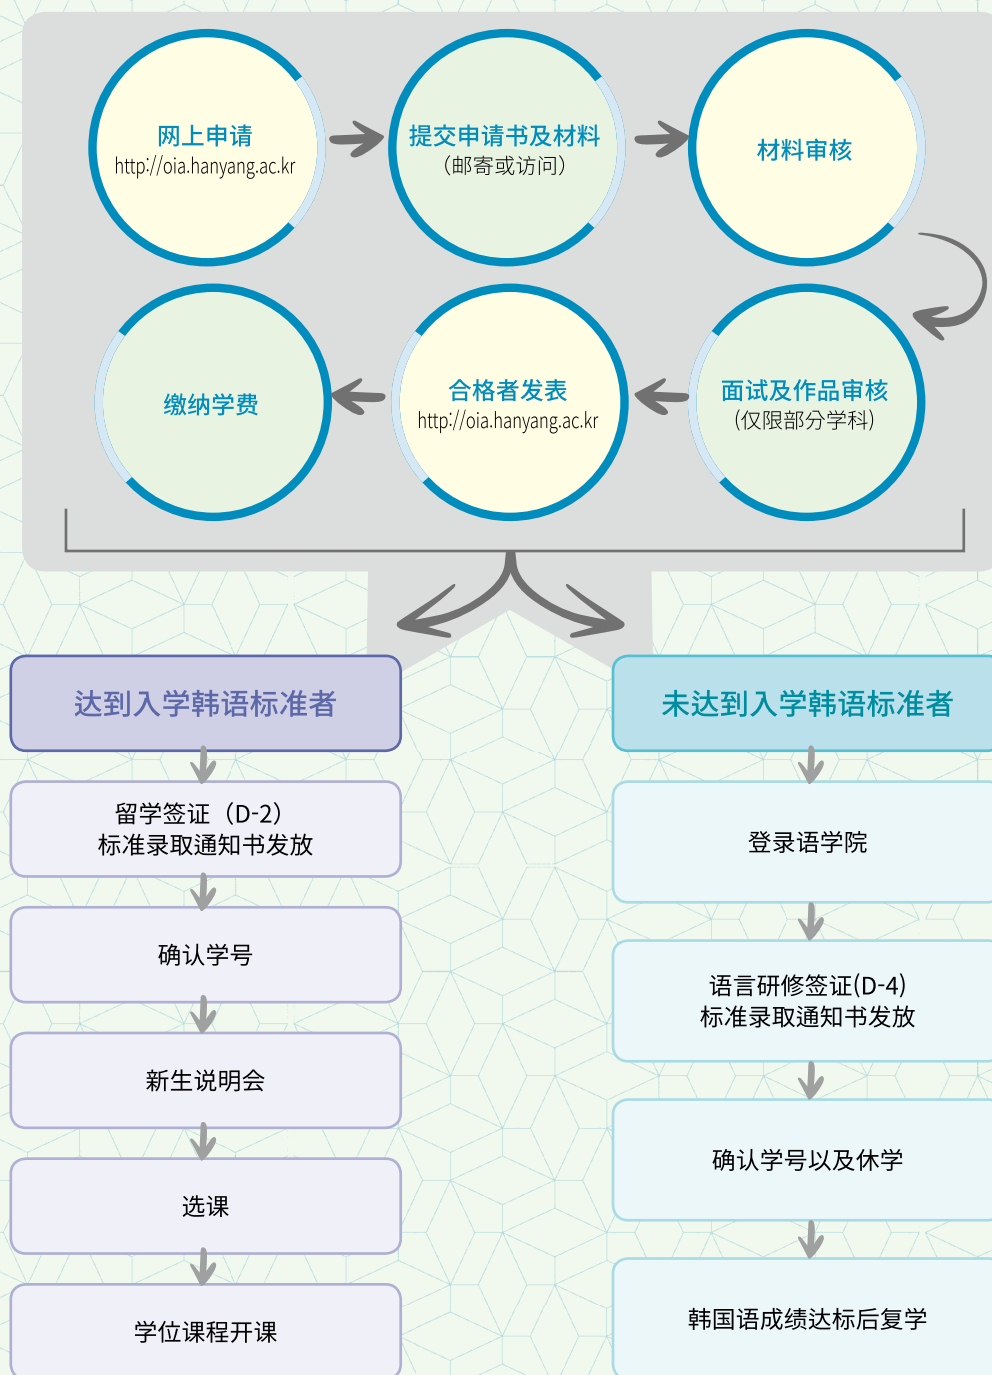 网上申请
http://oia.hanyang.ac.kr
提交申请书及材料
（邮寄或访问）
材料审核
面试及作品审核
(仅限部分学科)
合格者发表
http://oia.hanyang.ac.kr
缴纳学费
达到入学韩语标准者
留学签证（D-2）
标准录取通知书发放
确认学号
新生说明会
选课
学位课程开课
未达到入学韩语标准者
登录语学院
语言研修签证(D-4)
标准录取通知书发放
确认学号以及休学
韩国语成绩达标后复学